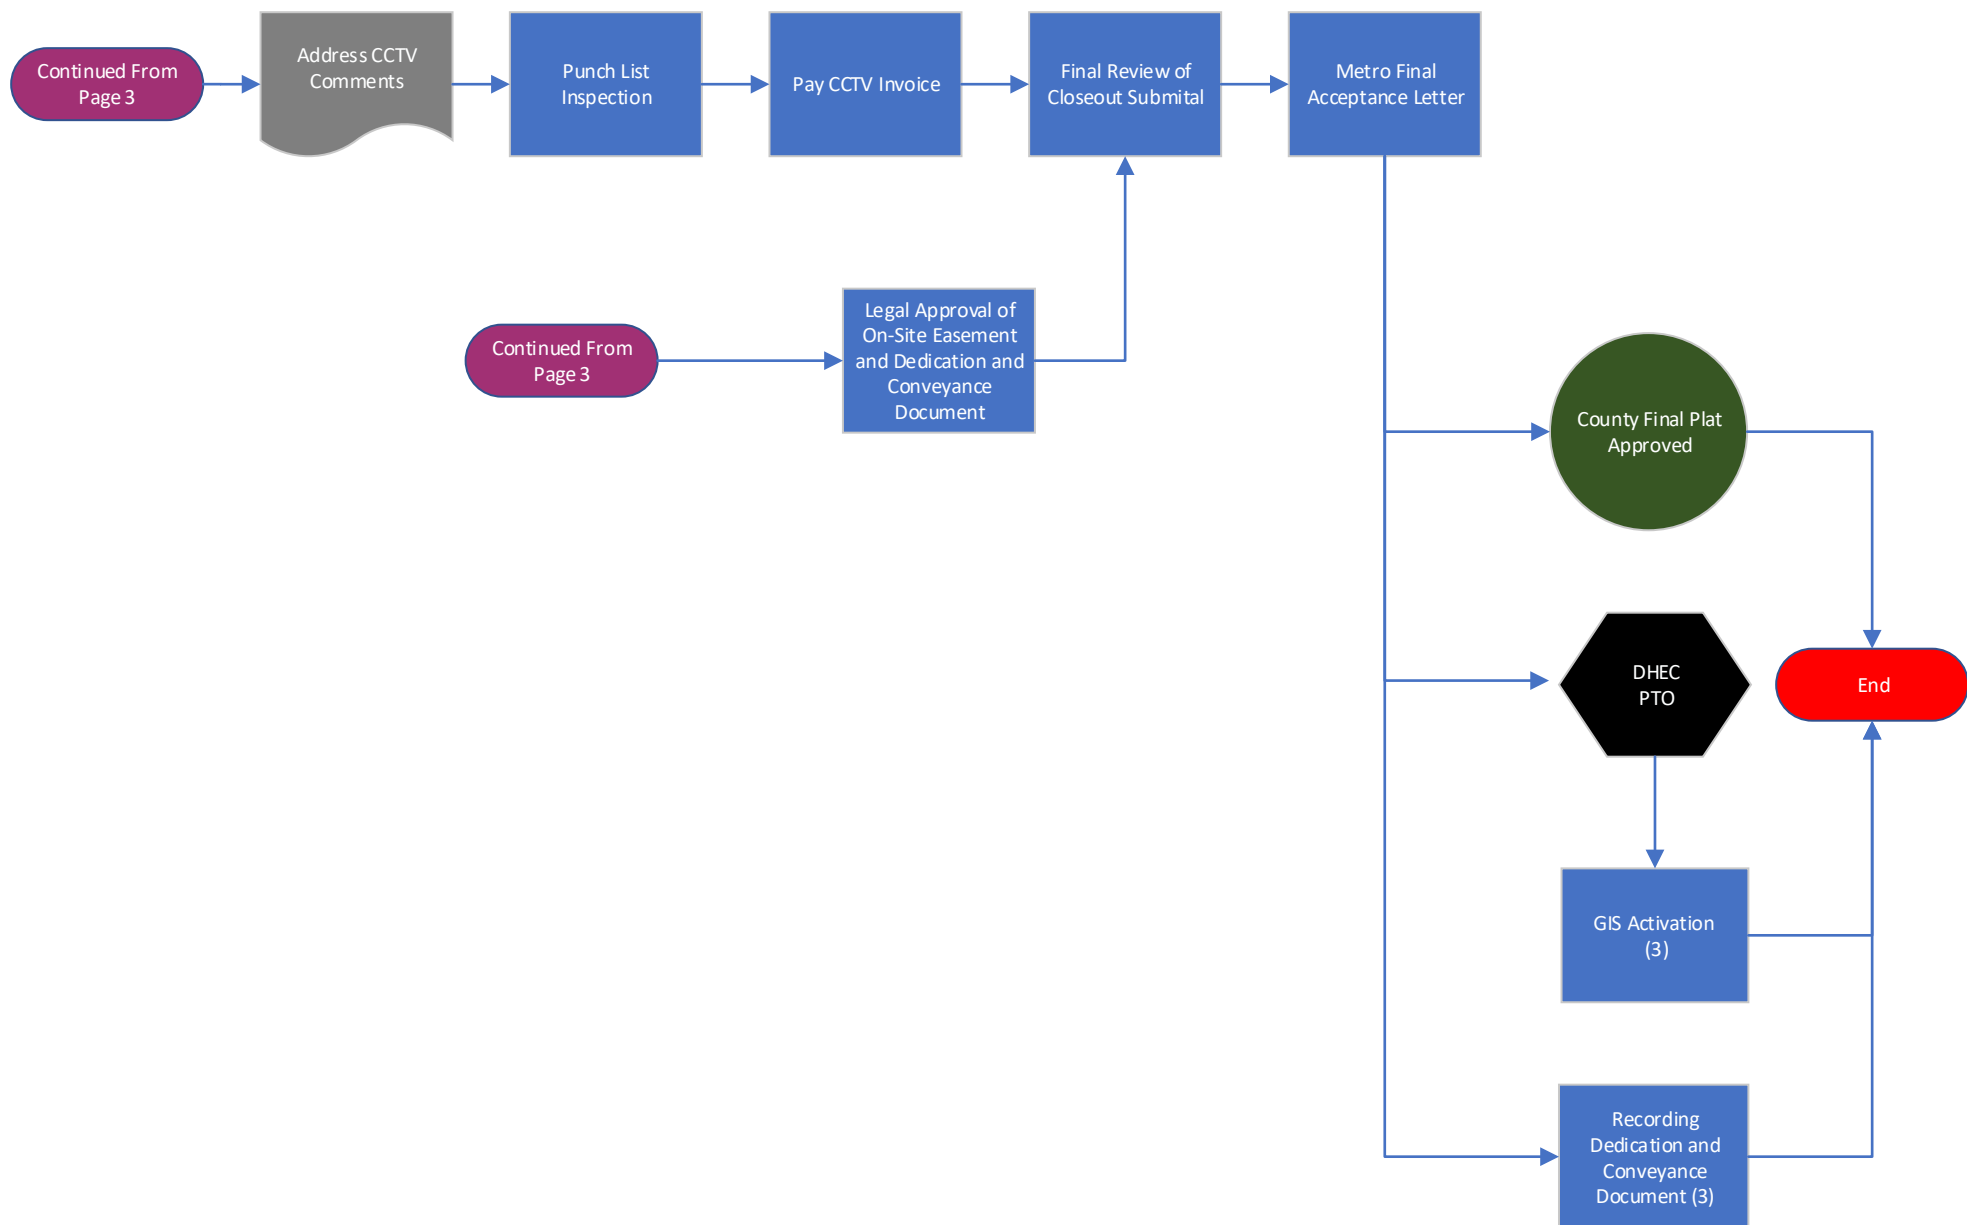 Continued From
Page 3
Address CCTV
Comments
Punch List
Inspection
Pay CCTV Invoice
Final Review of
Closeout Submital
Metro Final
Acceptance Letter
Continued From
Page 3
Legal Approval of
On-Site Easement
and Dedication and
Conveyance
Document
County Final Plat
Approved
DHEC
PTO
End
GIS Activation
(3)
Recording
Dedication and
Conveyance
Document (3)